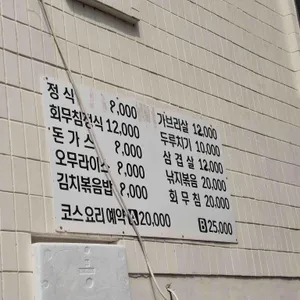 정식 8,000
회무침정식 12,000
돈가스 8,000
오무라이스 8,000
김치볶음밥 8,000
가브리살 12,000
두루치기 10,000
삼겹살 12,000
낚지볶음 20,000
회무침 20,000
코스요리예약 A 20,000 B 25,000